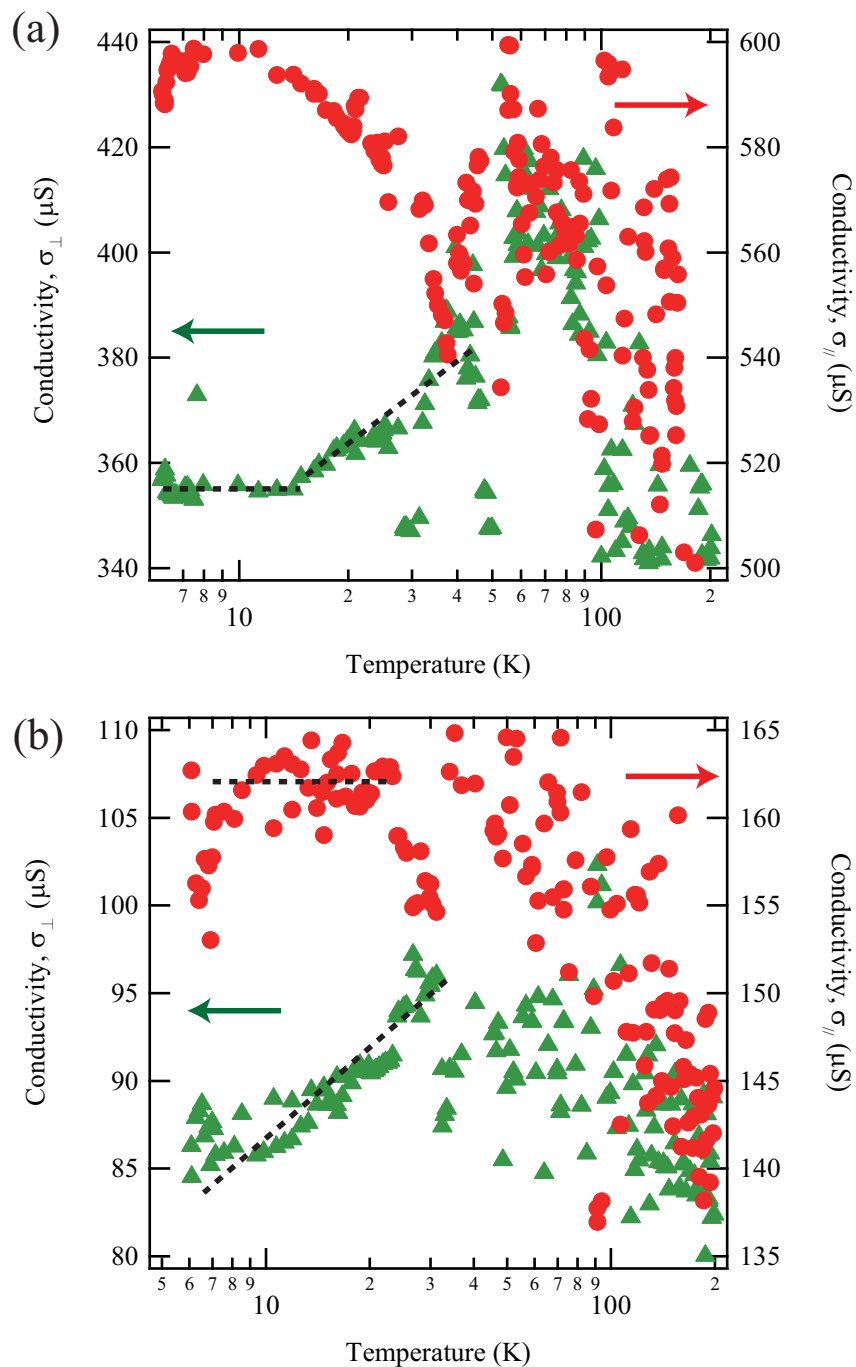 (a)
440
420
400
380
360
340
Conductivity, σ⊥ (μS)
600
580
560
540
520
500
Conductivity, σ// (μS)
7 8 9 2 3 4 5 6 7 8 9 2
10 100
Temperature (K)
(b)
110
105
100
95
90
85
80
Conductivity, σ⊥ (μS)
165
160
155
150
145
140
135
Conductivity, σ// (μS)
5 6 7 8 9 2 3 4 5 6 7 8 9 2
10 100
Temperature (K)